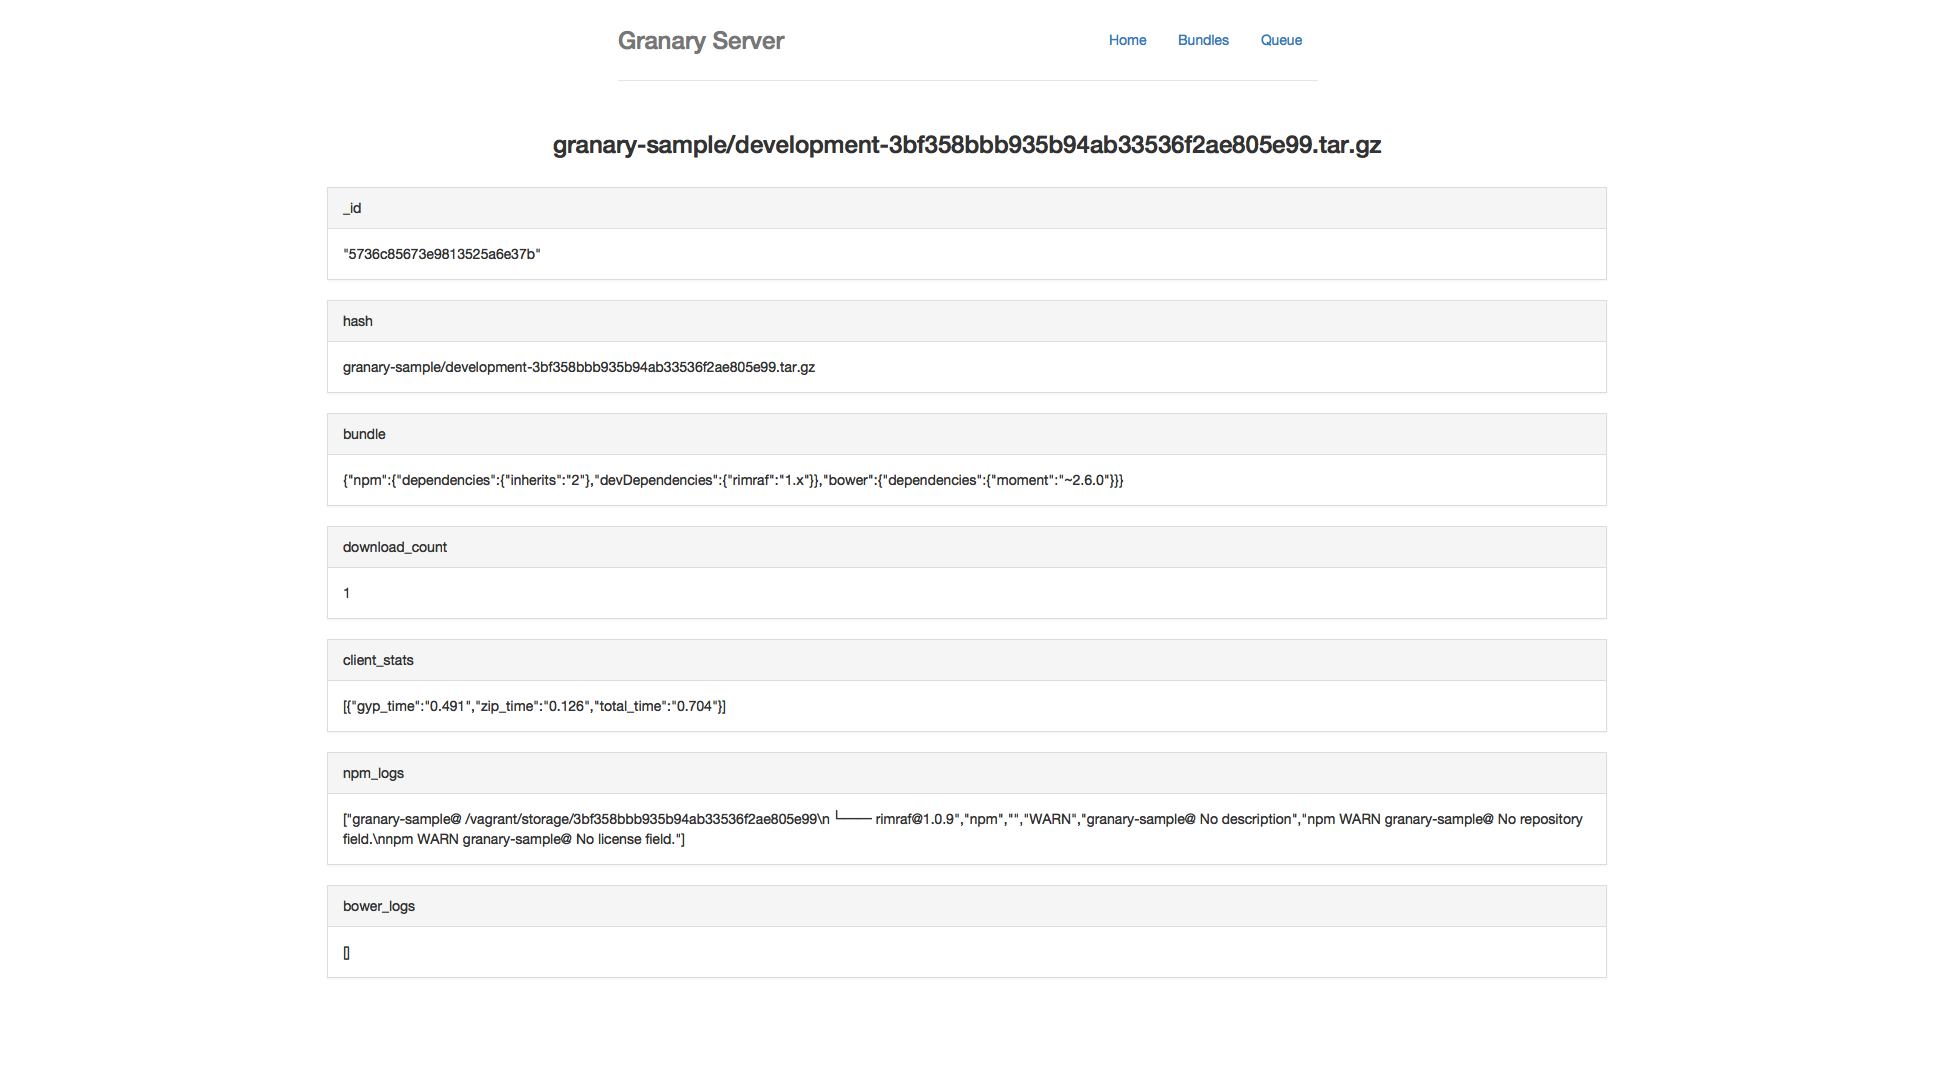 Granary Server Home Bundles Queue
granary-sample/development-3bf358bbb935b94ab33536f2ae805e99.tar.gz
_id
"5736c85673e9813525a6e37b"
hash
granary-sample/development-3bf358bbb935b94ab33536f2ae805e99.tar.gz
bundle
{"npm":{"dependencies":{"inherits":"2"},"devDependencies":{"rimraf":"1.x"}},"bower":{"dependencies":{"moment":"~2.6.0"}}}
download_count
1
client_stats
[{"gyp_time":"0.491","zip_time":"0.126","total_time":"0.704"}]
npm_logs
["granary-sample@ /vagrant/storage/3bf358bbb935b94ab33536f2ae805e99\n└── rimraf@1.0.9","npm","","WARN","granary-sample@ No description","npm WARN granary-sample@ No repository
field.\nnpm WARN granary-sample@ No license field."]
bower_logs
[]